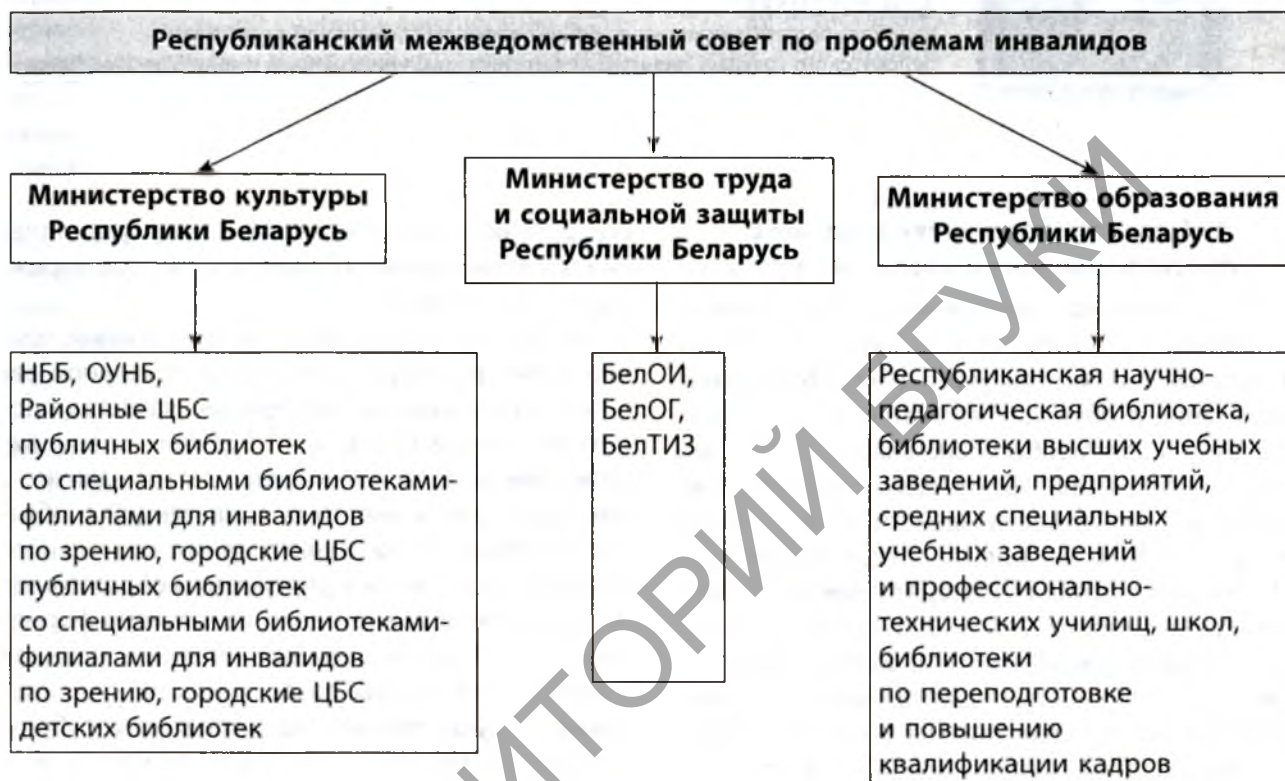 Республиканский межведомственный совет по проблемам инвалидов
Министерство культуры
Республики Беларусь
Министерство труда
и социальной защиты
Республики Беларусь
Министерство образования
Республики Беларусь
НББ, ОУНБ,
Районные ЦБС
публичных библиотек
со специальными библиотеками-
филиалами для инвалидов
по зрению, городские ЦБС
публичных библиотек
со специальными библиотеками-
филиалами для инвалидов
по зрению, городские ЦБС
детских библиотек
БелОИ,
БелОГ,
БелТИЗ
Республиканская научно-
педагогическая библиотека,
библиотеки высших учебных
заведений, предприятий,
средних специальных
учебных заведений
и профессионально-
технических училищ, школ,
библиотеки
по переподготовке
и повышению
квалификации кадров
ИТОРИЙ БГУКИ